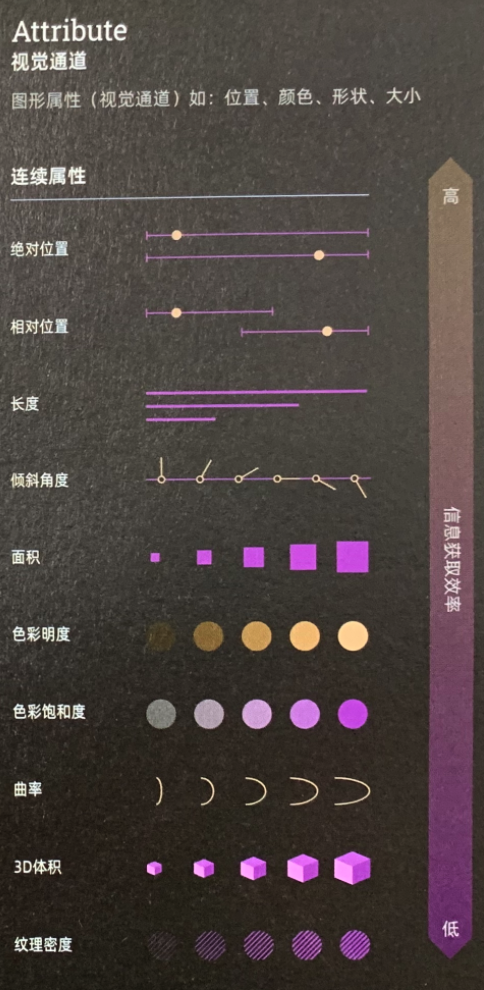 Attribute
视觉通道
图形属性（视觉通道）如：位置、颜色、形状、大小
连续属性
高
绝对位置
相对位置
长度
倾斜角度
信息获取效率
面积
色彩明度
色彩饱和度
曲率
3D体积
低
纹理密度